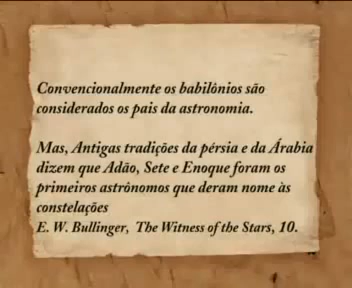 Convencionalmente os babilônios são
considerados os pais da astronomia.
Mas, Antigas tradições da pérsia e da Arábia
dizem que Adão, Sete e Enoque foram os
primeiros astrônomos que deram nome às
constelações
E. W. Bullinger, The Witness of the Stars, 10.